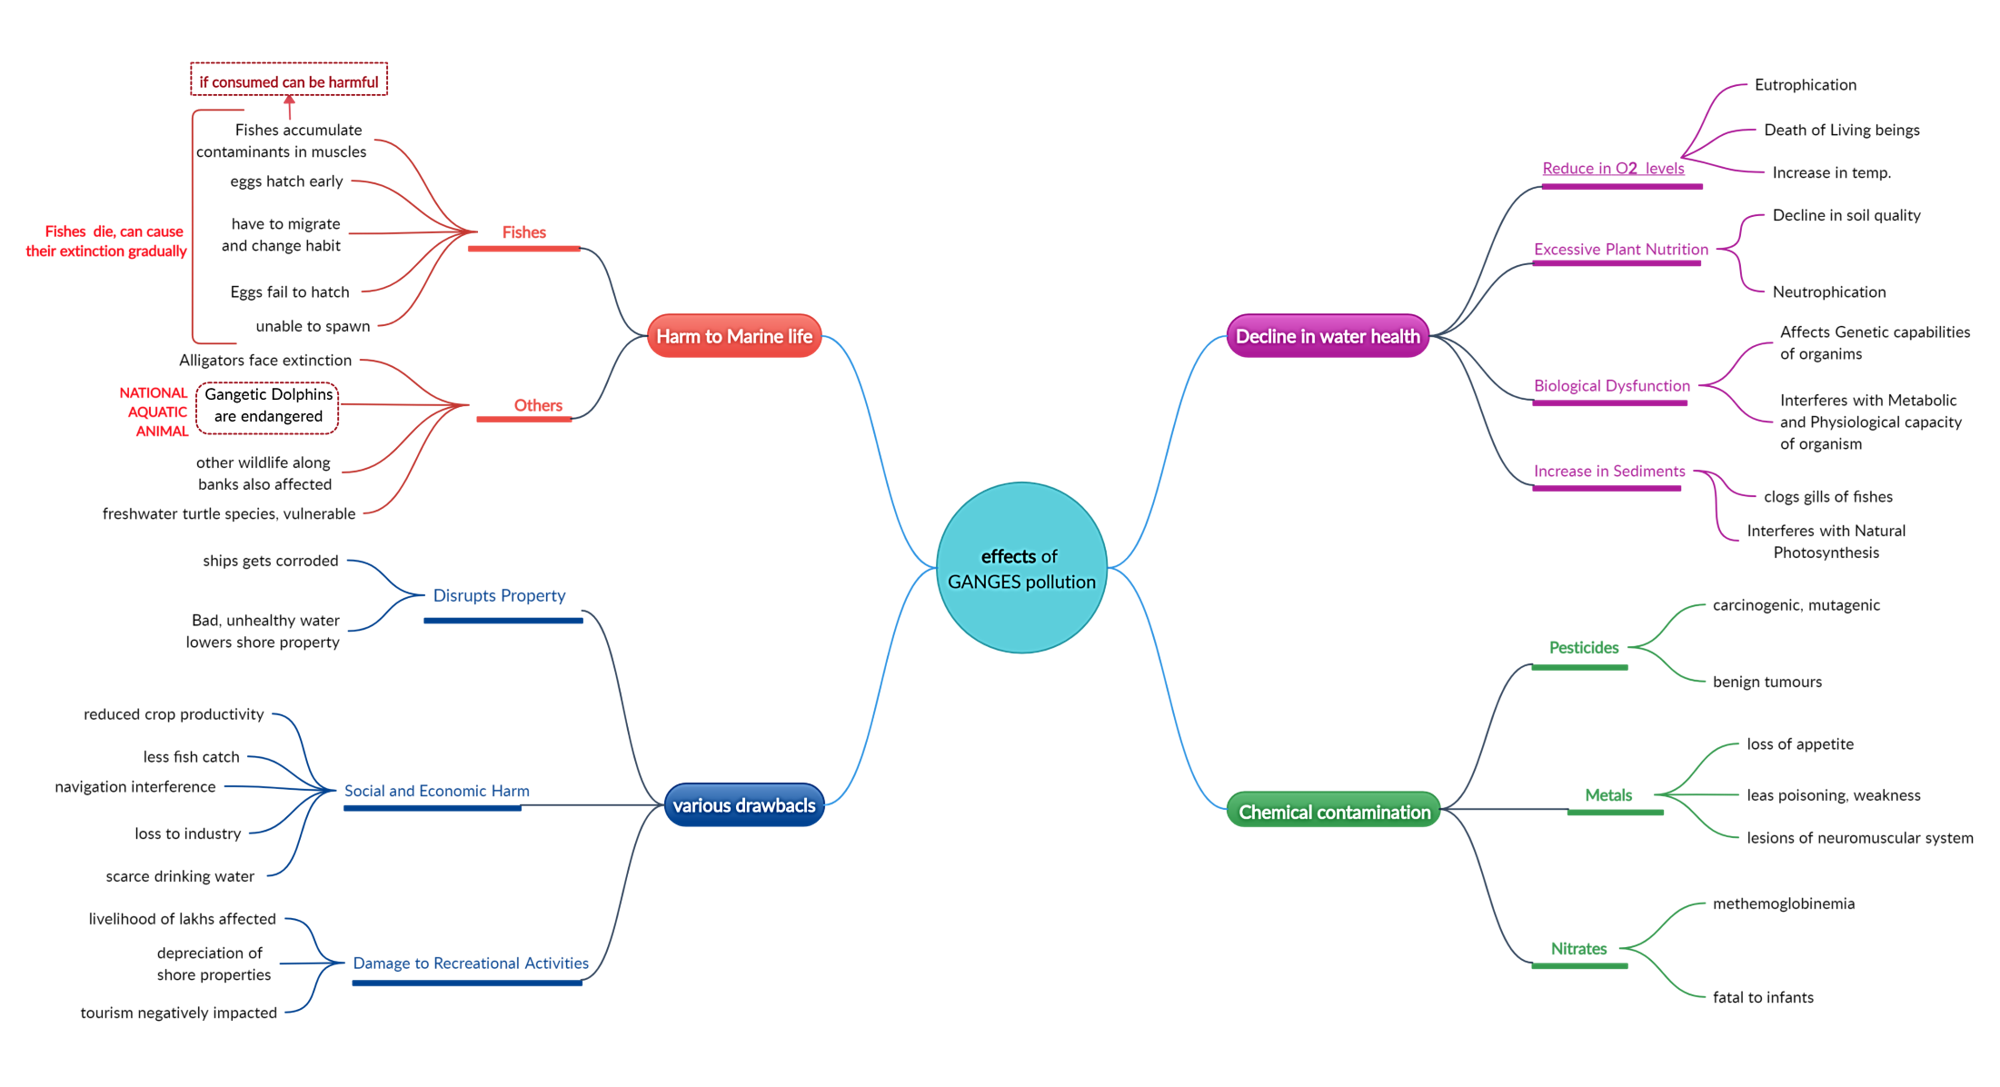 effects of
GANGES pollution
Harm to Marine life
Fishes
if consumed can be harmful
Fishes accumulate
contaminants in muscles
eggs hatch early
have to migrate
and change habit
Eggs fail to hatch
unable to spawn
Fishes die, can cause
their extinction gradually
Others
Alligators face extinction
NATIONAL
AQUATIC
ANIMAL
Gangetic Dolphins
are endangered
other wildlife along
banks also affected
freshwater turtle species, vulnerable
various drawbacls
Disrupts Property
ships gets corroded
Bad, unhealthy water
lowers shore property
Social and Economic Harm
reduced crop productivity
less fish catch
navigation interference
loss to industry
scarce drinking water
Damage to Recreational Activities
livelihood of lakhs affected
depreciation of
shore properties
tourism negatively impacted
Decline in water health
Reduce in O2 levels
Eutrophication
Death of Living beings
Increase in temp.
Excessive Plant Nutrition
Decline in soil quality
Neutrophication
Biological Dysfunction
Affects Genetic capabilities
of organims
Interferes with Metabolic
and Physiological capacity
of organism
Increase in Sediments
clogs gills of fishes
Interferes with Natural
Photosynthesis
Chemical contamination
Pesticides
carcinogenic, mutagenic
benign tumours
Metals
loss of appetite
leas poisoning, weakness
lesions of neuromuscular system
Nitrates
methemoglobinemia
fatal to infants